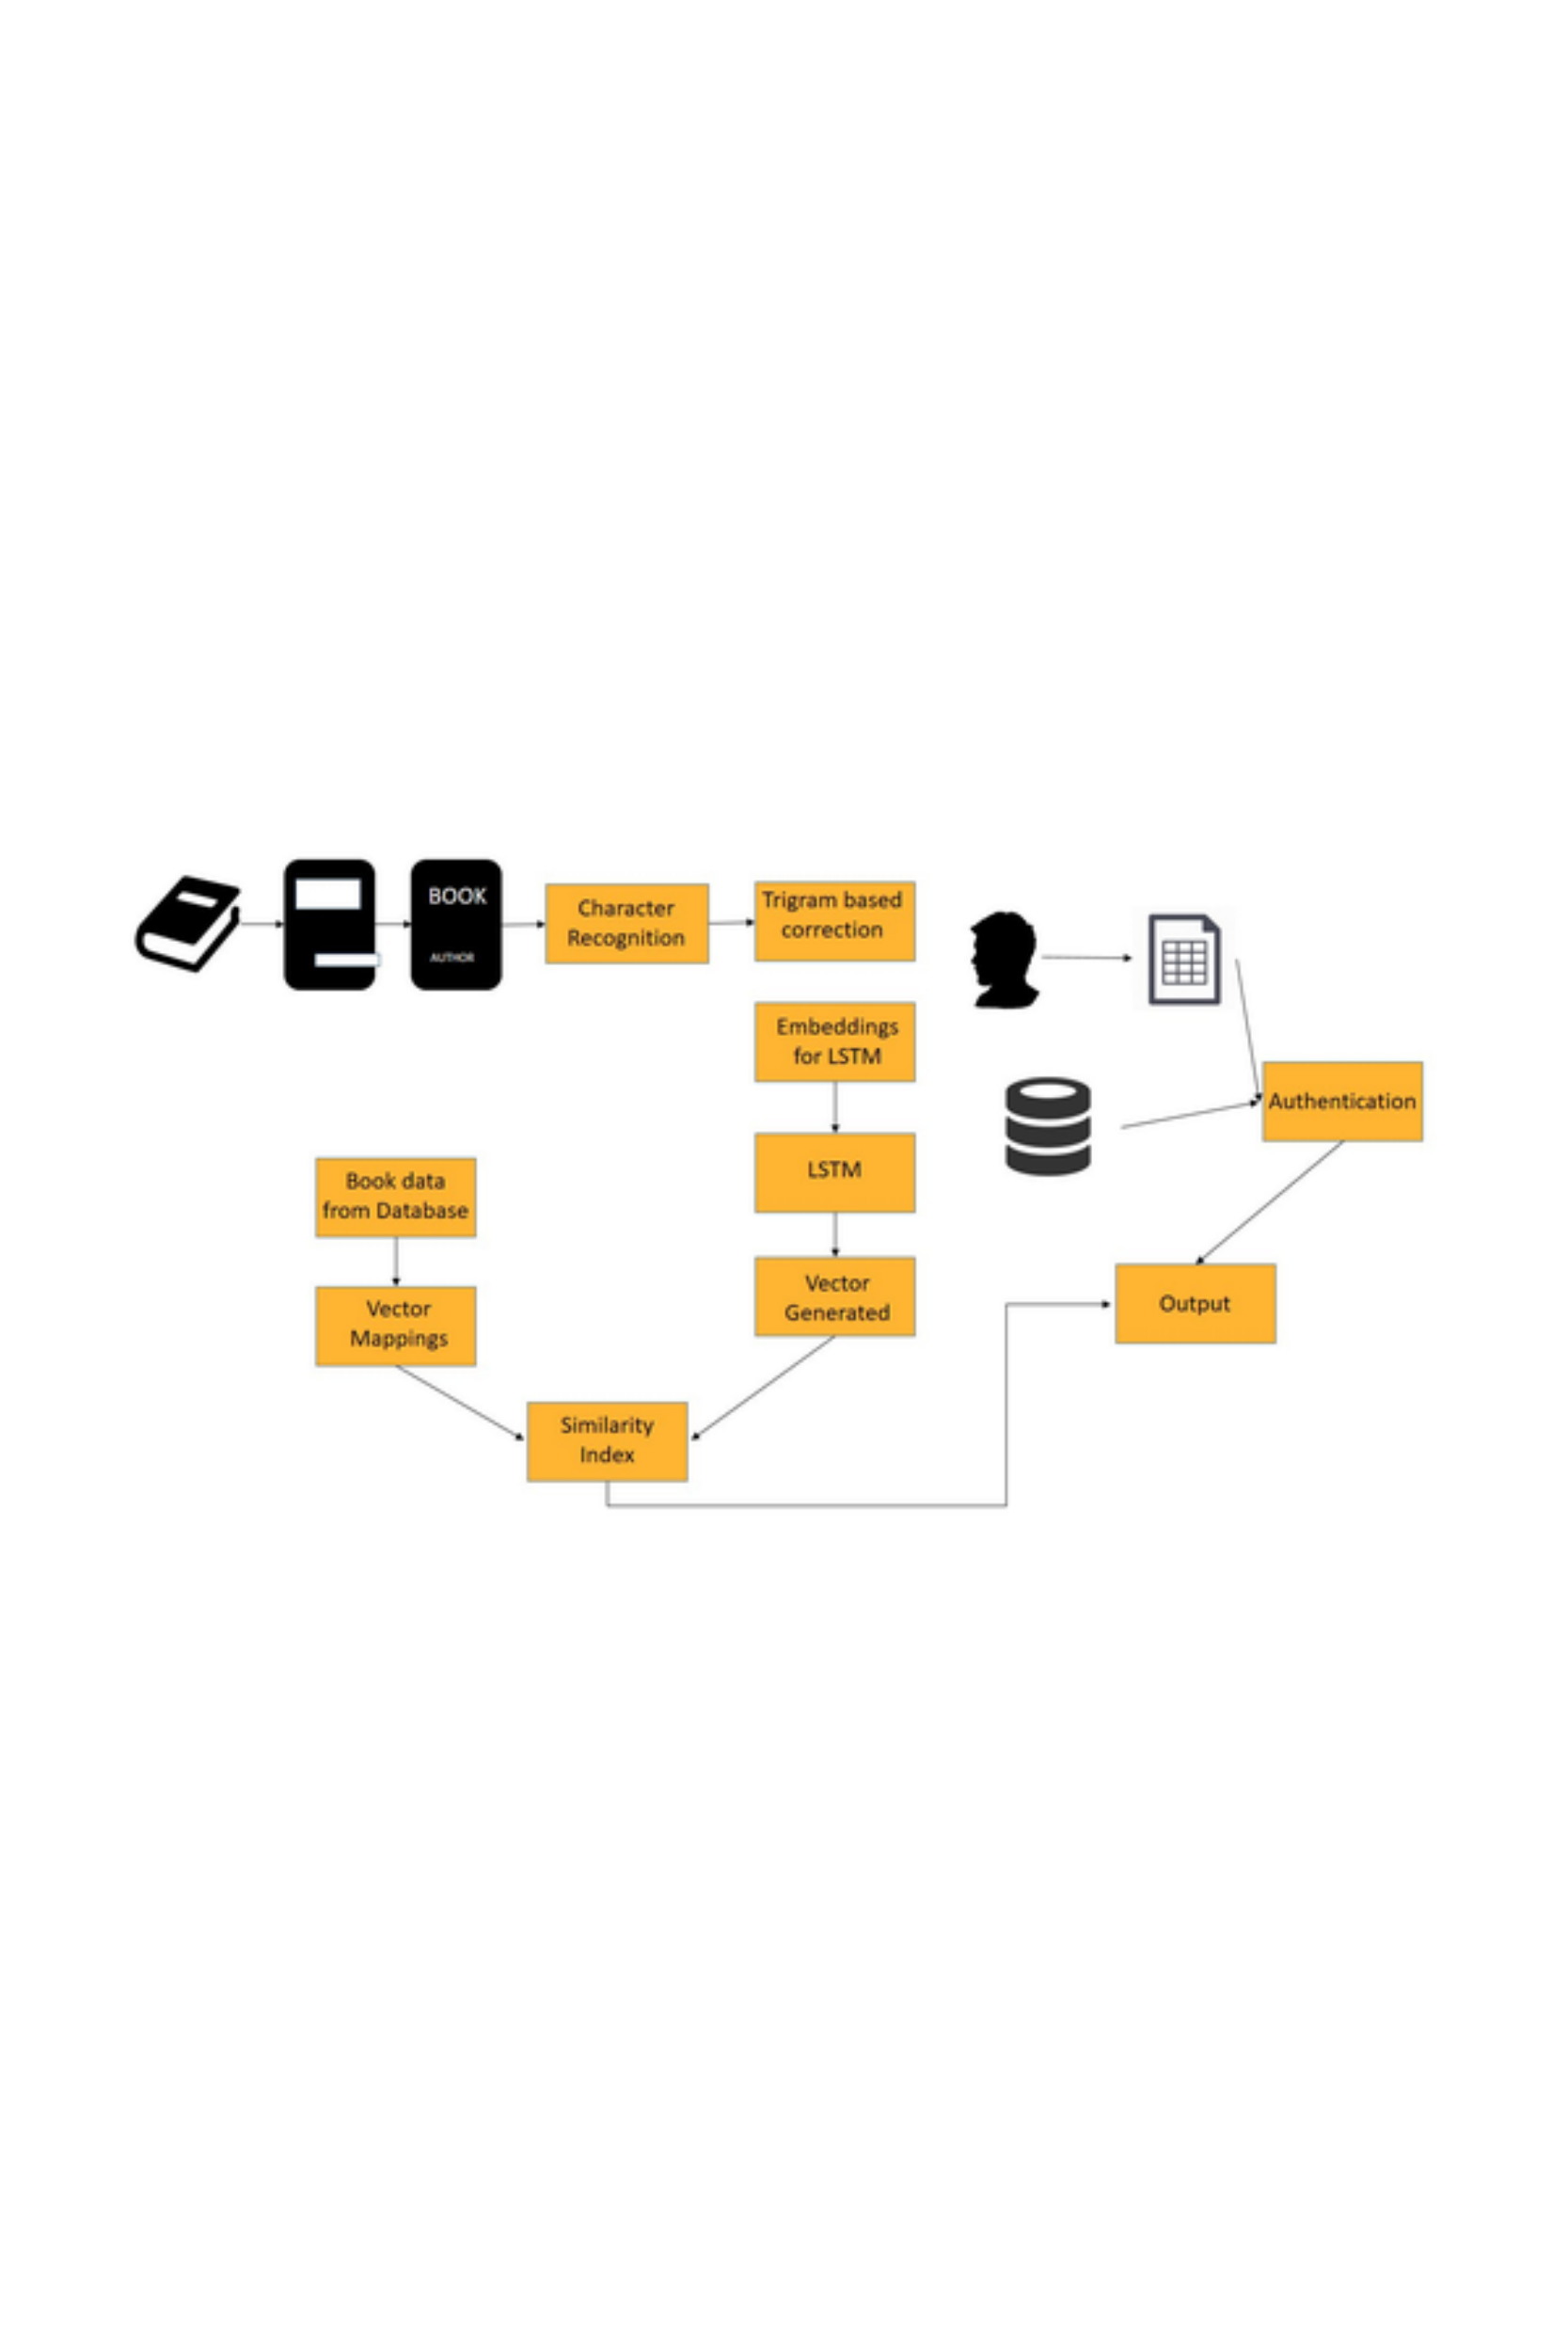 BOOK
AUTHOR
Character
Recognition
Trigram based
correction
Embeddings
for LSTM
LSTM
Vector
Generated
Book data
from Database
Vector
Mappings
Similarity
Index
Authentication
Output